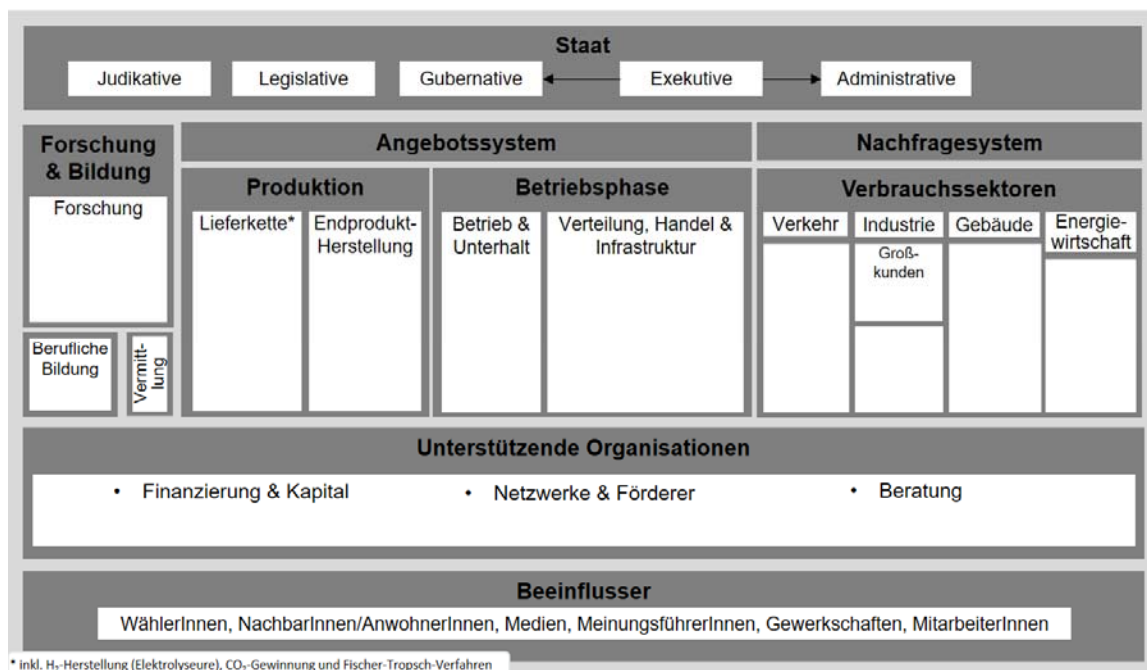 Staat
Judikative
Legislative
Gubernative
Exekutive
Administrative
Forschung
& Bildung
Forschung
Berufliche
Bildung
Vermitt-
lung
Angebotssystem
Produktion
Lieferkette*
Endprodukt-
Herstellung
Betriebsphase
Betrieb &
Unterhalt
Verteilung, Handel &
Infrastruktur
Nachfragesystem
Verbrauchssektoren
Verkehr
Industrie
Groß-
kunden
Gebäude
Energie-
wirtschaft
Unterstützende Organisationen
• Finanzierung & Kapital
• Netzwerke & Förderer
• Beratung
Beeinflusser
WählerInnen, NachbarInnen/AnwohnerInnen, Medien, MeinungsführerInnen, Gewerkschaften, MitarbeiterInnen
* inkl. H₂-Herstellung (Elektrolyseure), CO₂-Gewinnung und Fischer-Tropsch-Verfahren